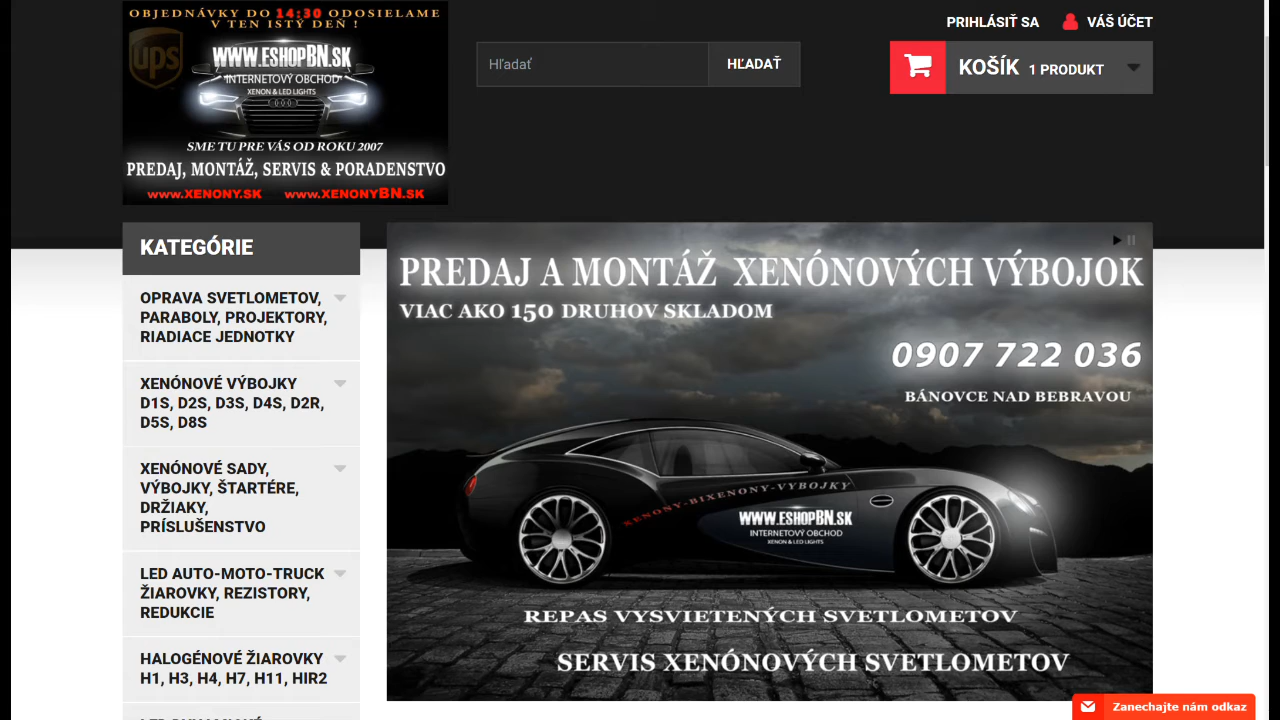 OBJEDNÁVKY DO 14:30 ODOSIELAME
V TEN ISTÝ DEŇ !
ups
WWW.ESHOPBN.SK
INTERNETOVÝ OBCHOD
XENON & LED LIGHTS
SME TU PRE VÁS OD ROKU 2007
PREDAJ, MONTÁŽ, SERVIS & PORADENSTVO
www.XENONY.SK www.XENONYBN.SK
Hľadať
HĽADAŤ
PRIHLÁSIŤ SA
VÁŠ ÚČET
KOŠÍK 1 PRODUKT
KATEGÓRIE
OPRAVA SVETLOMETOV,
PARABOLY, PROJEKTORY,
RIADIACE JEDNOTKY
XENÓNOVÉ VÝBOJKY
D1S, D2S, D3S, D4S, D2R,
D5S, D8S
XENÓNOVÉ SADY,
VÝBOJKY, ŠTARTÉRE,
DRŽIAKY,
PRÍSLUŠENSTVO
LED AUTO-MOTO-TRUCK
ŽIAROVKY, REZISTORY,
REDUKCIE
HALOGÉNOVÉ ŽIAROVKY
H1, H3, H4, H7, H11, HIR2
PREDAJ A MONTÁŽ XENÓNOVÝCH VÝBOJOK
VIAC AKO 150 DRUHOV SKLADOM
0907 722 036
BÁNOVCE NAD BEBRAVOU
XENONY-BIXENONY-VYBOJKY
WWW.ESHOPBN.SK
INTERNETOVÝ OBCHOD
XENON & LED LIGHTS
REPAS VYSVIETENÝCH SVETLOMETOV
SERVIS XENÓNOVÝCH SVETLOMETOV
Zanechajte nám odkaz